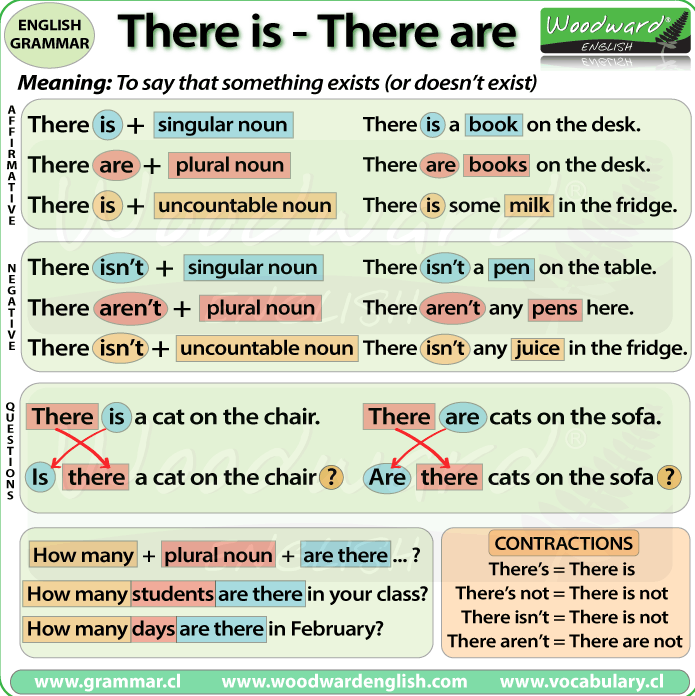 ENGLISH
GRAMMAR
There is - There are
Woodward®
ENGLISH
Meaning: To say that something exists (or doesn't exist)
AFFIRMATIVE
There is + singular noun
There is a book on the desk.
There are + plural noun
There are books on the desk.
There is + uncountable noun
There is some milk in the fridge.
NEGATIVE
There isn't + singular noun
There isn't a pen on the table.
There aren't + plural noun
There aren't any pens here.
There isn't + uncountable noun
There isn't any juice in the fridge.
QUESTIONS
There is a cat on the chair.
Is there a cat on the chair ?
There are cats on the sofa.
Are there cats on the sofa ?
How many + plural noun + are there ... ?
How many students are there in your class?
How many days are there in February?
CONTRACTIONS
There's = There is
There's not = There is not
There isn't = There is not
There aren't = There are not
www.grammar.cl
www.woodwardenglish.com
www.vocabulary.cl